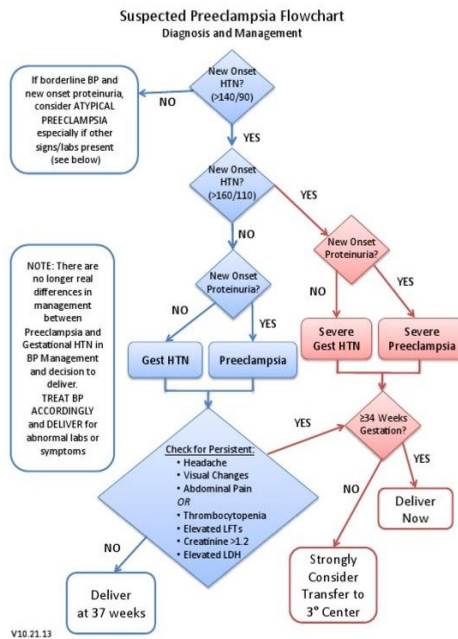 Suspected Preeclampsia Flowchart
Diagnosis and Management
New Onset
HTN?
(>140/90)
If borderline BP and
new onset proteinuria,
consider ATYPICAL
PREECLAMPSIA
especially if other
signs/labs present
(see below)
NO
YES
New Onset
HTN?
(>160/110)
YES
NO
New Onset
Proteinuria?
New Onset
Proteinuria?
NOTE: There are
no longer real
differences in
management
between
Preeclampsia and
Gestational HTN in
BP Management
and decision to
deliver.
TREAT BP
ACCORDINGLY
and DELIVER for
abnormal labs or
symptoms
NO
YES
NO
YES
Gest HTN
Preeclampsia
Severe
Gest HTN
Severe
Preeclampsia
≥34 Weeks
Gestation?
YES
Check for Persistent:
• Headache
• Visual Changes
• Abdominal Pain
OR
• Thrombocytopenia
• Elevated LFTs
• Creatinine >1.2
• Elevated LDH
YES
NO
Deliver
Now
NO
Deliver
at 37 weeks
Strongly
Consider
Transfer to
3° Center
V10.21.13